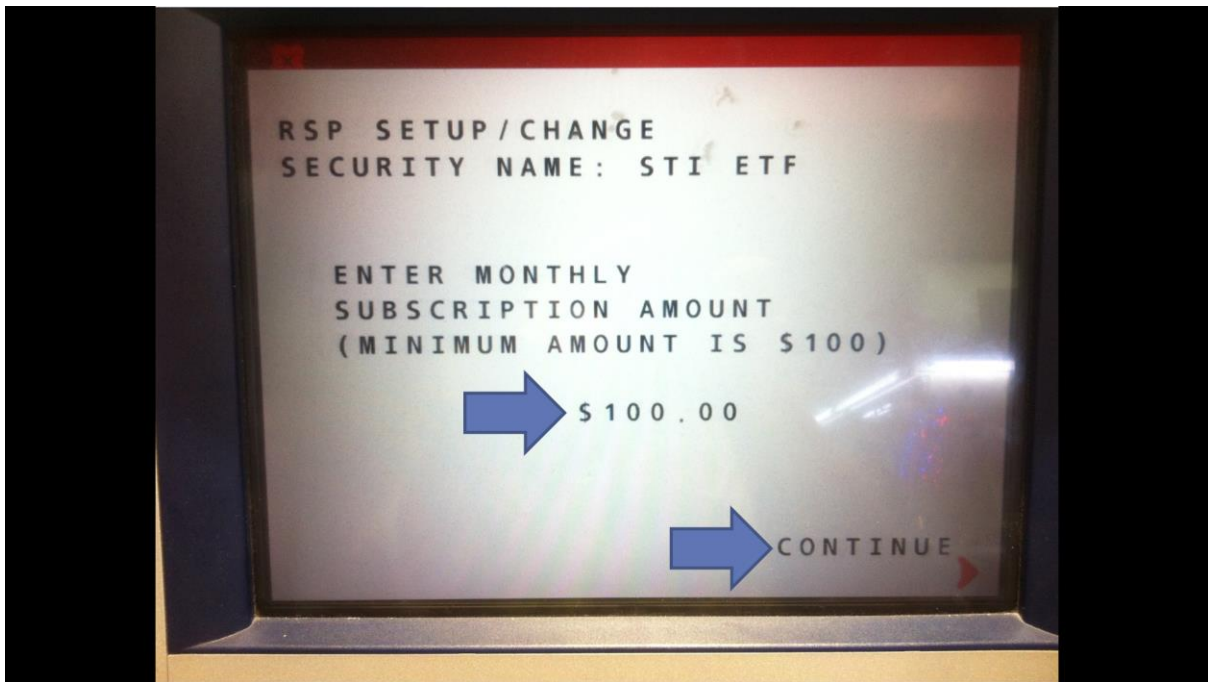 RSP SETUP/CHANGE
SECURITY NAME: STI ETF
ENTER MONTHLY
SUBSCRIPTION AMOUNT
(MINIMUM AMOUNT IS $100)
$100.00
CONTINUE